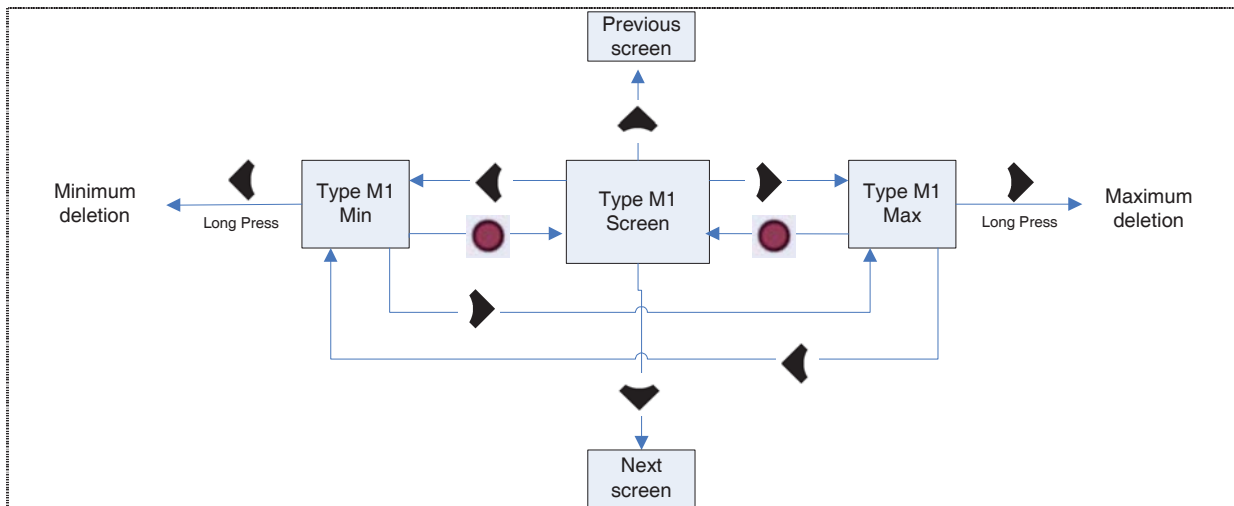 Previous
screen
Minimum
deletion
Long Press
Type M1
Min
Type M1
Screen
Type M1
Max
Long Press
Maximum
deletion
Next
screen